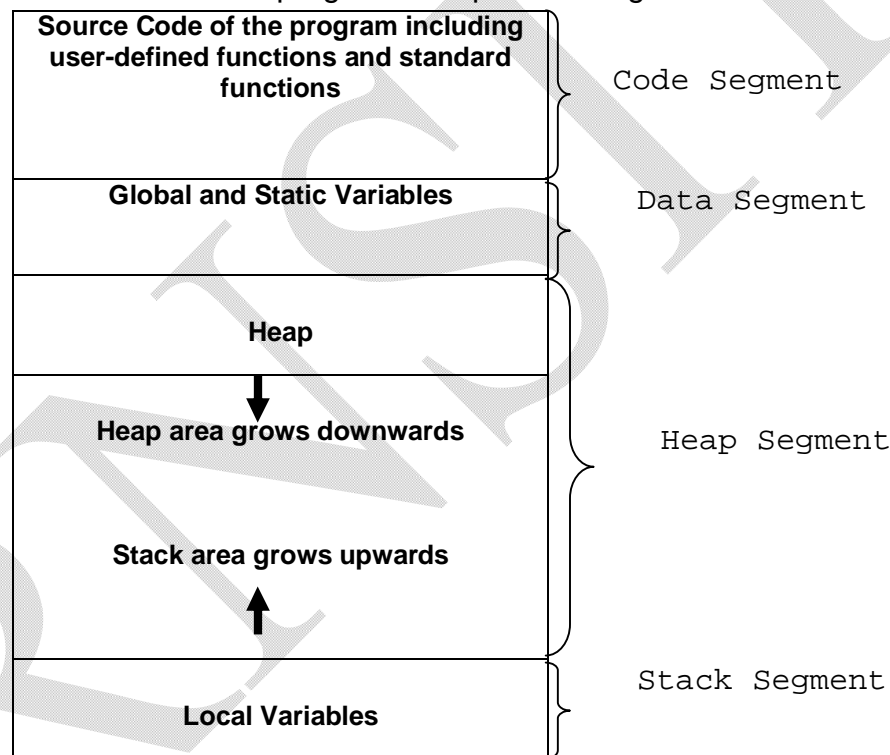 Source Code of the program including
user-defined functions and standard
functions
Code Segment
Global and Static Variables
Data Segment
Heap
Heap area grows downwards
Heap Segment
Stack area grows upwards
Stack Segment
Local Variables
RNSIT